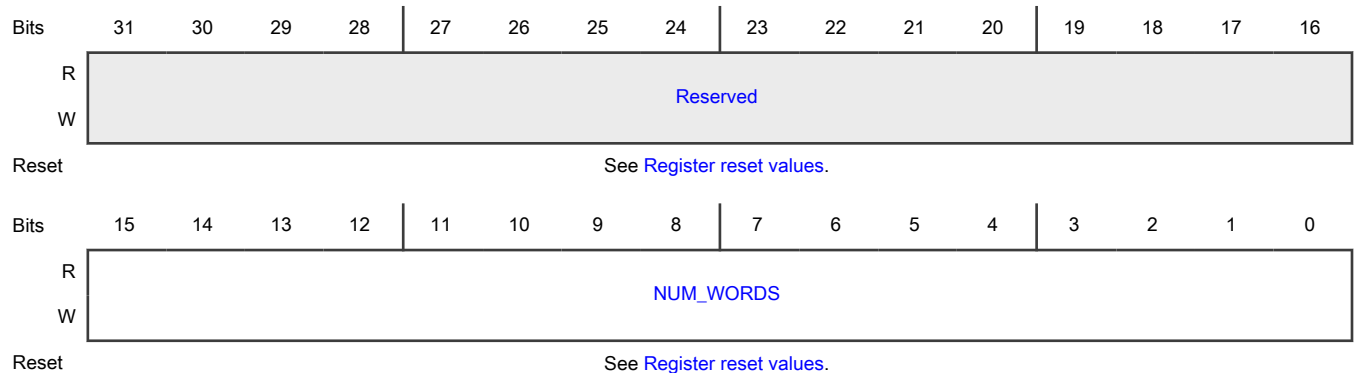 Bits 31 30 29 28 27 26 25 24 23 22 21 20 19 18 17 16
R
Reserved
W
Reset See Register reset values.
Bits 15 14 13 12 11 10 9 8 7 6 5 4 3 2 1 0
R
NUM_WORDS
W
Reset See Register reset values.